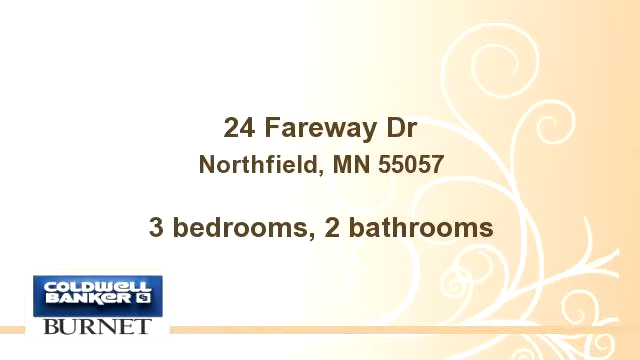 24 Fareway Dr
Northfield, MN 55057
3 bedrooms, 2 bathrooms
COLDWELL
BANKER
BURNET